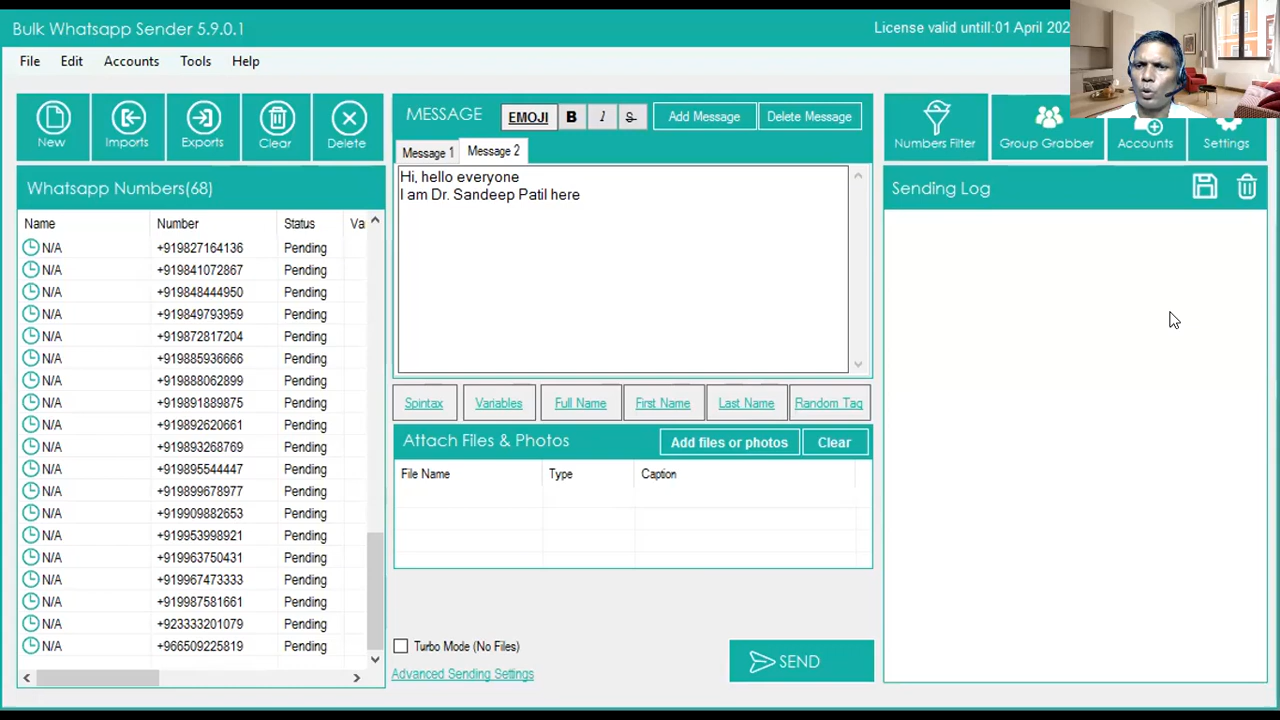 Bulk Whatsapp Sender 5.9.0.1
License valid untill:01 April 202
File Edit Accounts Tools Help
New Imports Exports Clear Delete
MESSAGE EMOJI B I S Add Message Delete Message
Numbers Filter Group Grabber Accounts Settings
Message 1 Message 2
Whatsapp Numbers(68)
Hi, hello everyone
I am Dr. Sandeep Patil here
Sending Log
Name Number Status Va
N/A +919827164136 Pending
N/A +919841072867 Pending
N/A +919848444950 Pending
N/A +919849793959 Pending
N/A +919872817204 Pending
N/A +919885936666 Pending
N/A +919888062899 Pending
N/A +919891889875 Pending
N/A +919892620661 Pending
N/A +919893268769 Pending
N/A +919895544447 Pending
N/A +919899678977 Pending
N/A +919909882653 Pending
N/A +919953998921 Pending
N/A +919963750431 Pending
N/A +919967473333 Pending
N/A +919987581661 Pending
N/A +923333201079 Pending
N/A +966509225819 Pending
Spintax Variables Full Name First Name Last Name Random Tag
Attach Files & Photos Add files or photos Clear
File Name Type Caption
Turbo Mode (No Files)
Advanced Sending Settings
SEND